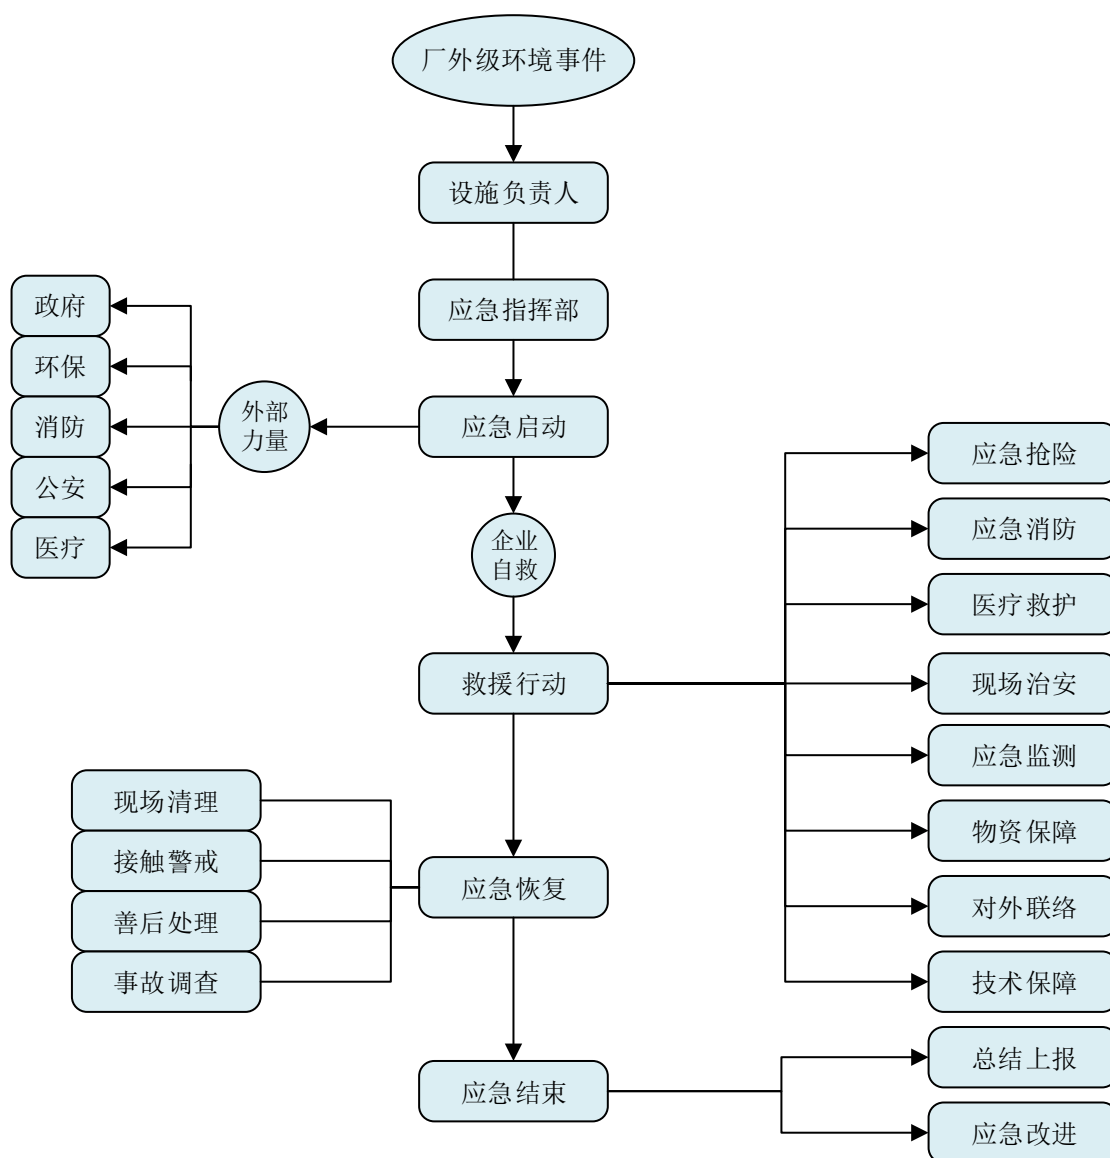 厂外级环境事件
设施负责人
应急指挥部
应急启动
外部
力量
政府
环保
消防
公安
医疗
企业
自救
救援行动
应急抢险
应急消防
医疗救护
现场治安
应急监测
物资保障
对外联络
技术保障
应急恢复
现场清理
接触警戒
善后处理
事故调查
应急结束
总结上报
应急改进